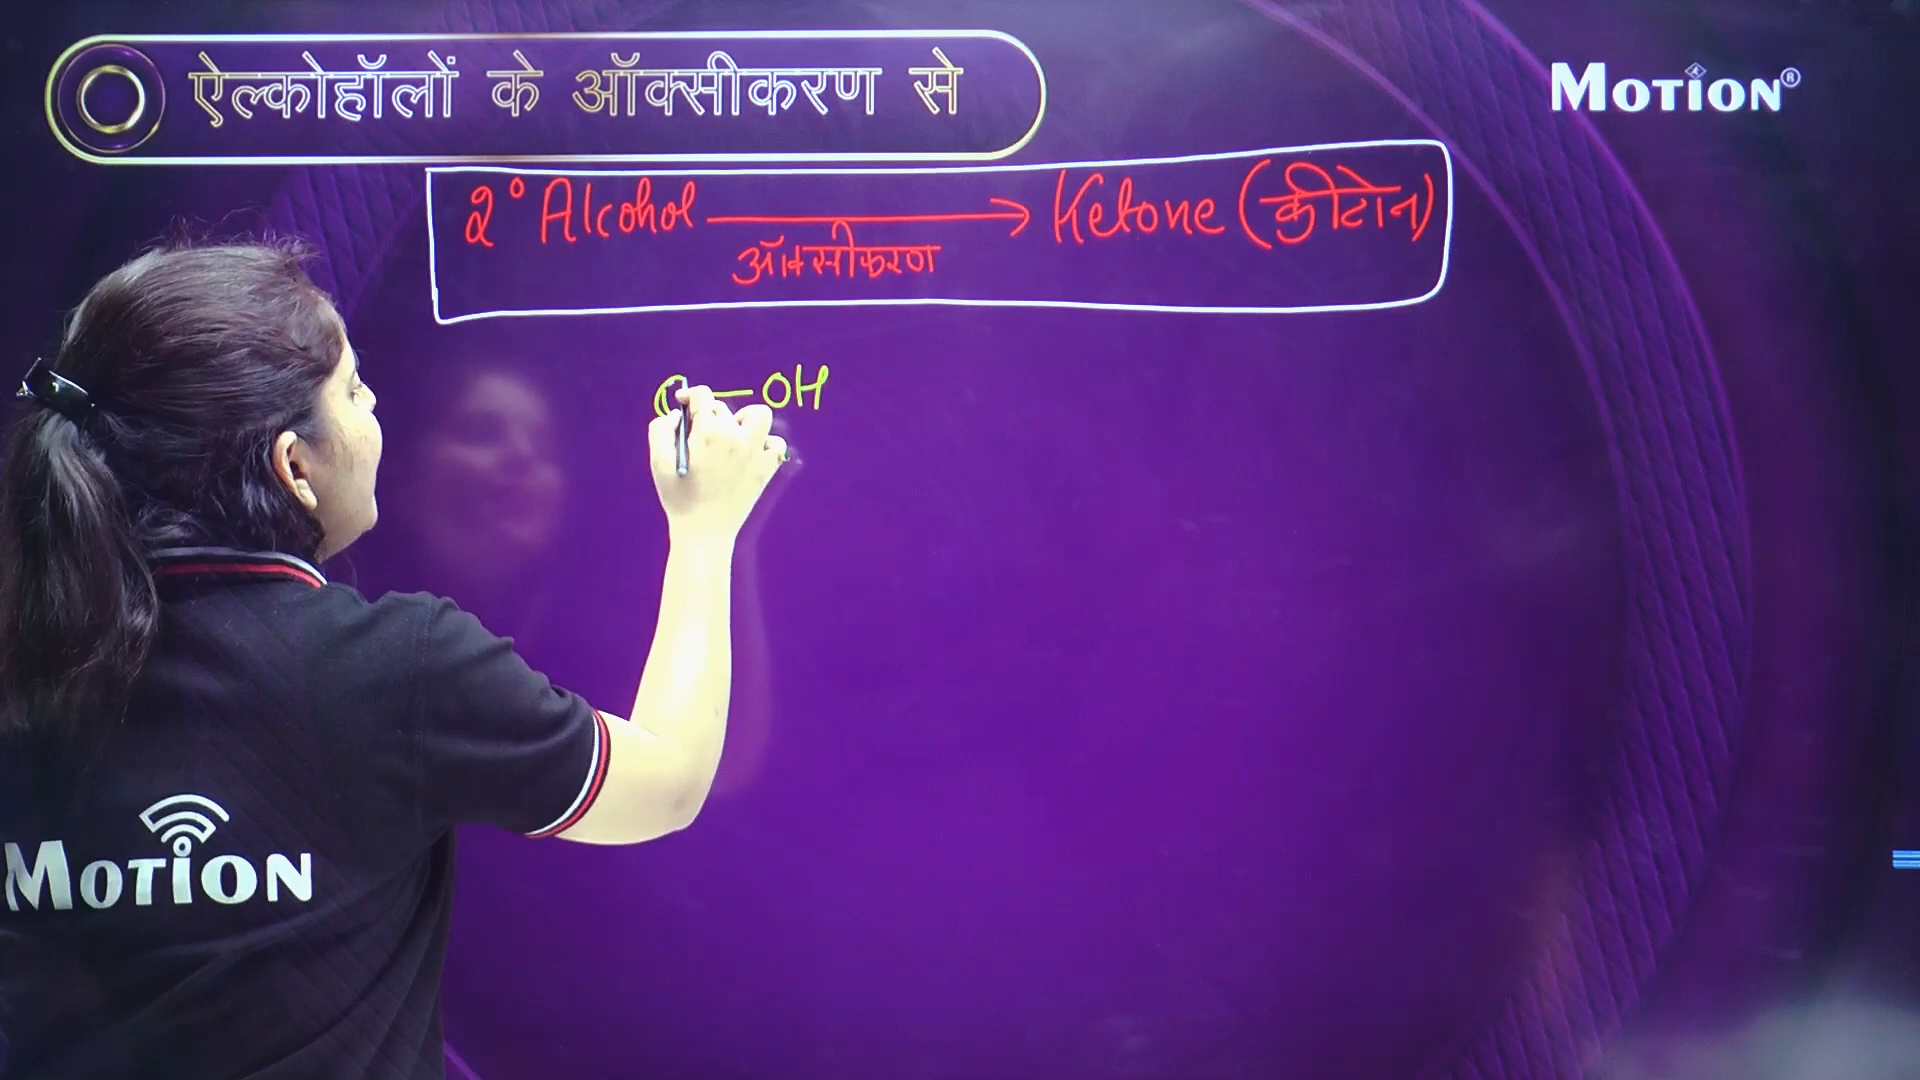 ऐल्कोहॉलों के ऑक्सीकरण से
MOTION®
2° Alcohol → Ketone (कीटोन)
ऑक्सीकरण
C — OH
MOTION